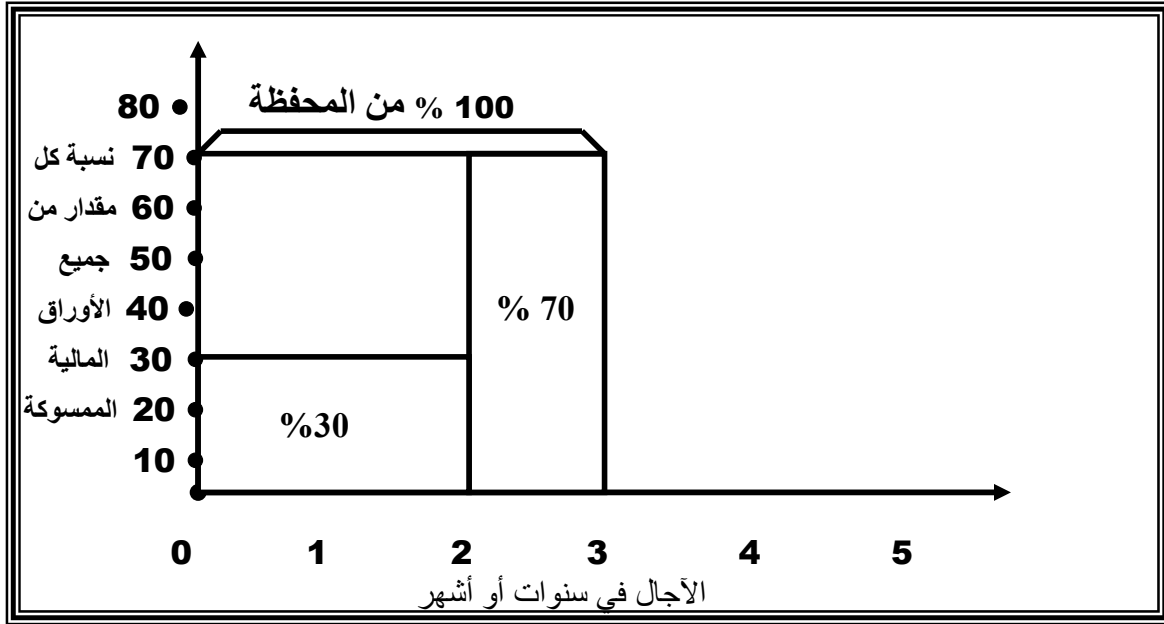 100 % من المحفظة
80
70 نسبة كل
60 مقدار من
50 جميع
40 الأوراق
30 المالية
20 الممسوكة
10
% 70
%30
0 1 2 3 4 5
الآجال في سنوات أو أشهر